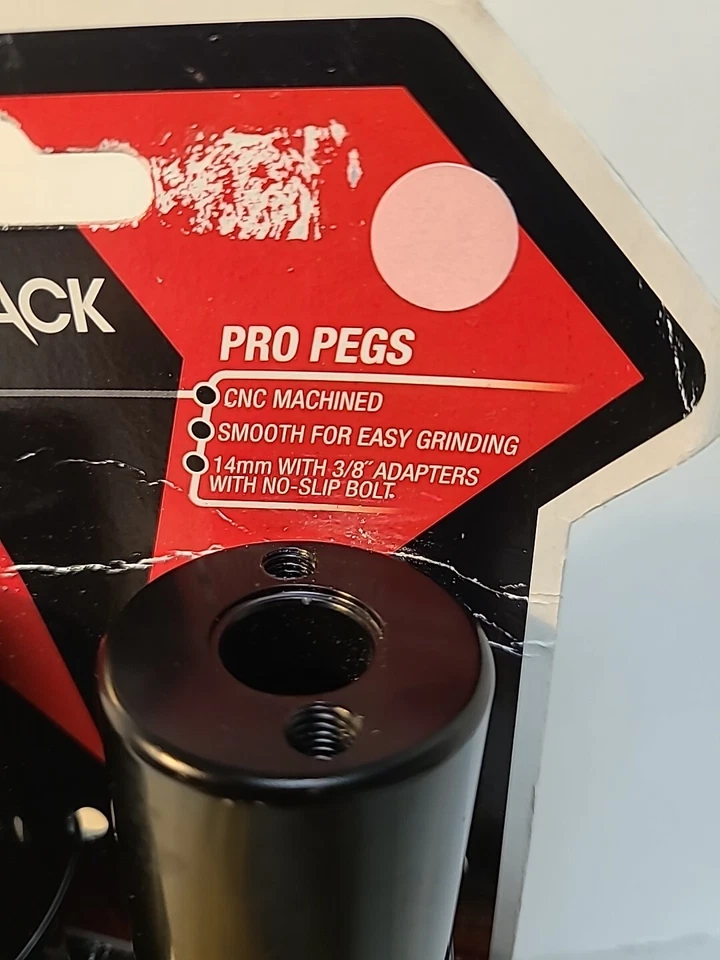 ACK
PRO PEGS
CNC MACHINED
SMOOTH FOR EASY GRINDING
14mm WITH 3/8" ADAPTERS
WITH NO-SLIP BOLT.